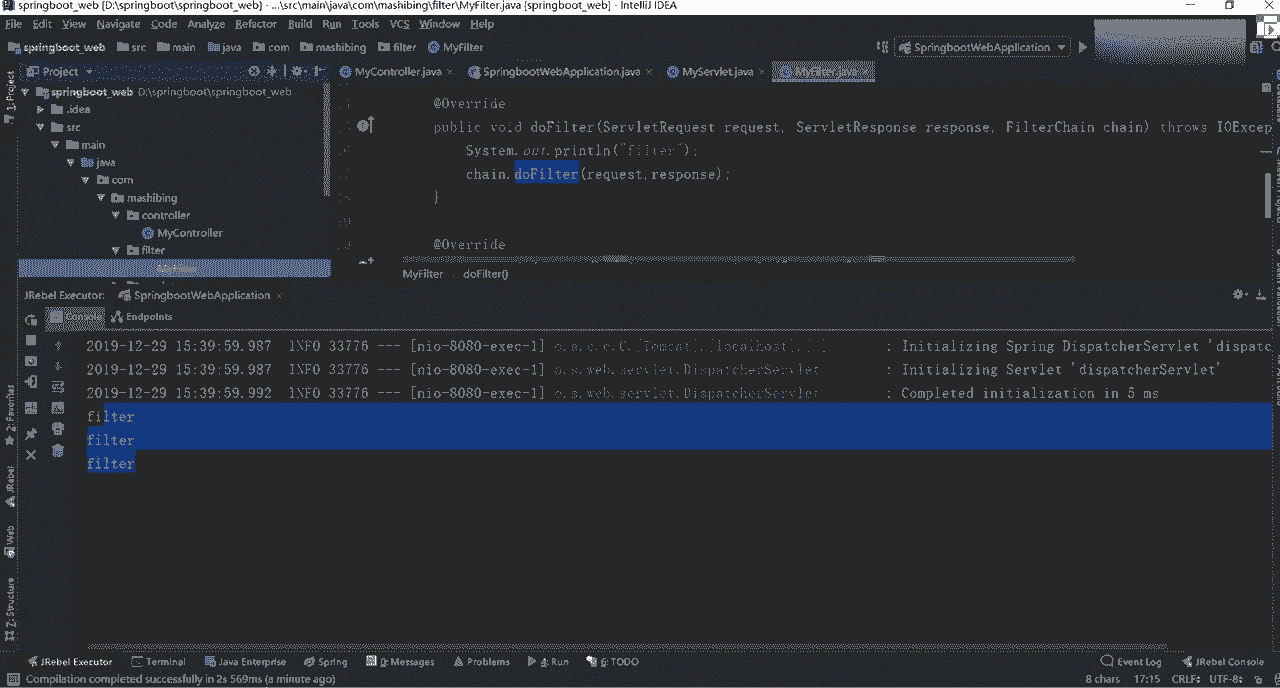 springboot_web [D:\springboot\springboot_web] - ...\src\main\java\com\mashibing\filter\MyFilter.java [springboot_web] - IntelliJ IDEA
File Edit View Navigate Code Analyze Refactor Build Run Tools VCS Window Help
springboot_web src main java com mashibing filter MyFilter
SpringbootWebApplication
1: Project
Project
MyController.java SpringbootWebApplication.java MyServlet.java MyFilter.java
springboot_web D:\springboot\springboot_web
.idea
src
main
java
com
mashibing
controller
MyController
filter
@Override
public void doFilter(ServletRequest request, ServletResponse response, FilterChain chain) throws IOExcep
System.out.println("filter");
chain.doFilter(request,response);
}
@Override
MyFilter doFilter()
JRebel Executor: SpringbootWebApplication
Console Endpoints
2019-12-29 15:39:59.987 INFO 33776 --- [nio-8080-exec-1] o.a.c.c.C.[Tomcat].[localhost].[/] : Initializing Spring DispatcherServlet 'dispatc
2019-12-29 15:39:59.987 INFO 33776 --- [nio-8080-exec-1] o.s.web.servlet.DispatcherServlet : Initializing Servlet 'dispatcherServlet'
2019-12-29 15:39:59.992 INFO 33776 --- [nio-8080-exec-1] o.s.web.servlet.DispatcherServlet : Completed initialization in 5 ms
filter
filter
filter
2: Favorites
JRebel
Web
Z: Structure
JRebel Executor Terminal Java Enterprise Spring 0: Messages Problems 4: Run 6: TODO Event Log JRebel Console
Compilation completed successfully in 2s 569ms (a minute ago) 8 chars 17:15 CRLF UTF-8